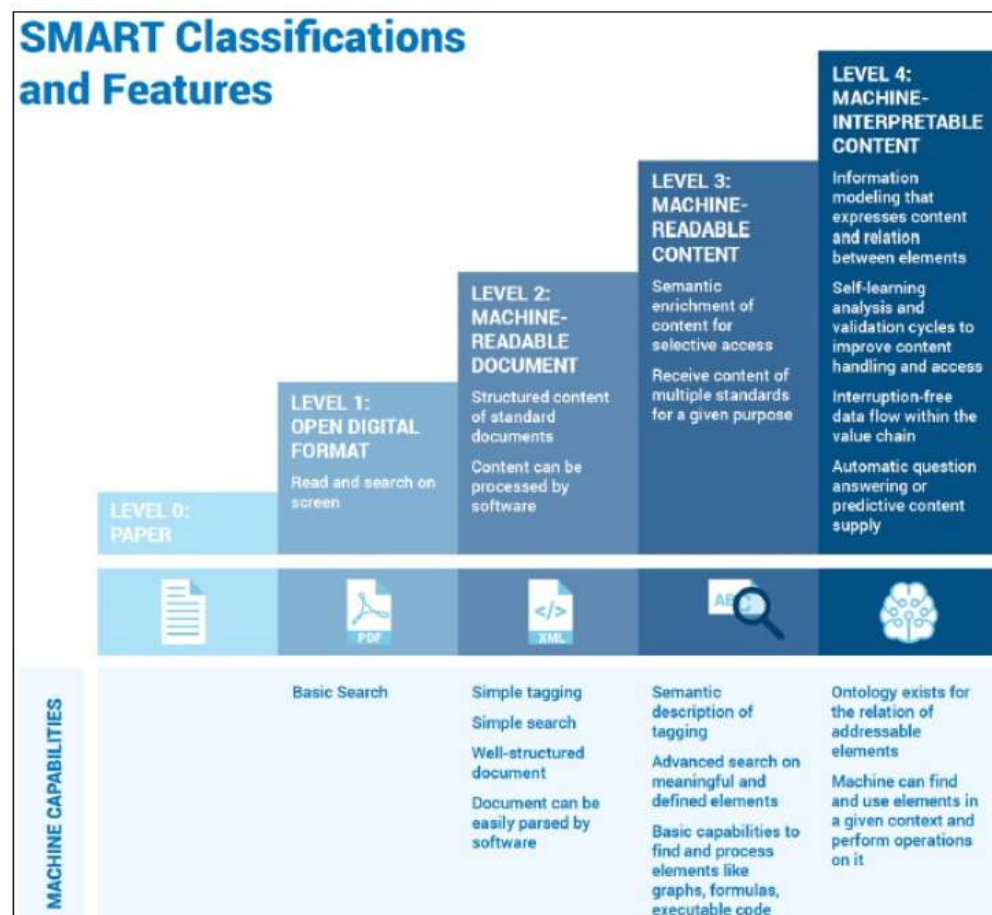 SMART Classifications
and Features
LEVEL 0:
PAPER
LEVEL 1:
OPEN DIGITAL
FORMAT
Read and search on
screen
LEVEL 2:
MACHINE-
READABLE
DOCUMENT
Structured content
of standard
documents
Content can be
processed by
software
LEVEL 3:
MACHINE-
READABLE
CONTENT
Semantic
enrichment of
content for
selective access
Receive content of
multiple standards
for a given purpose
LEVEL 4:
MACHINE-
INTERPRETABLE
CONTENT
Information
modeling that
expresses content
and relation
between elements
Self-learning
analysis and
validation cycles to
improve content
handling and access
Interruption-free
data flow within the
value chain
Automatic question
answering or
predictive content
supply
PDF
</>
XML
ABC
MACHINE CAPABILITIES
Basic Search
Simple tagging
Simple search
Well-structured
document
Document can be
easily parsed by
software
Semantic
description of
tagging
Advanced search on
meaningful and
defined elements
Basic capabilities to
find and process
elements like
graphs, formulas,
executable code
Ontology exists for
the relation of
addressable
elements
Machine can find
and use elements in
a given context and
perform operations
on it